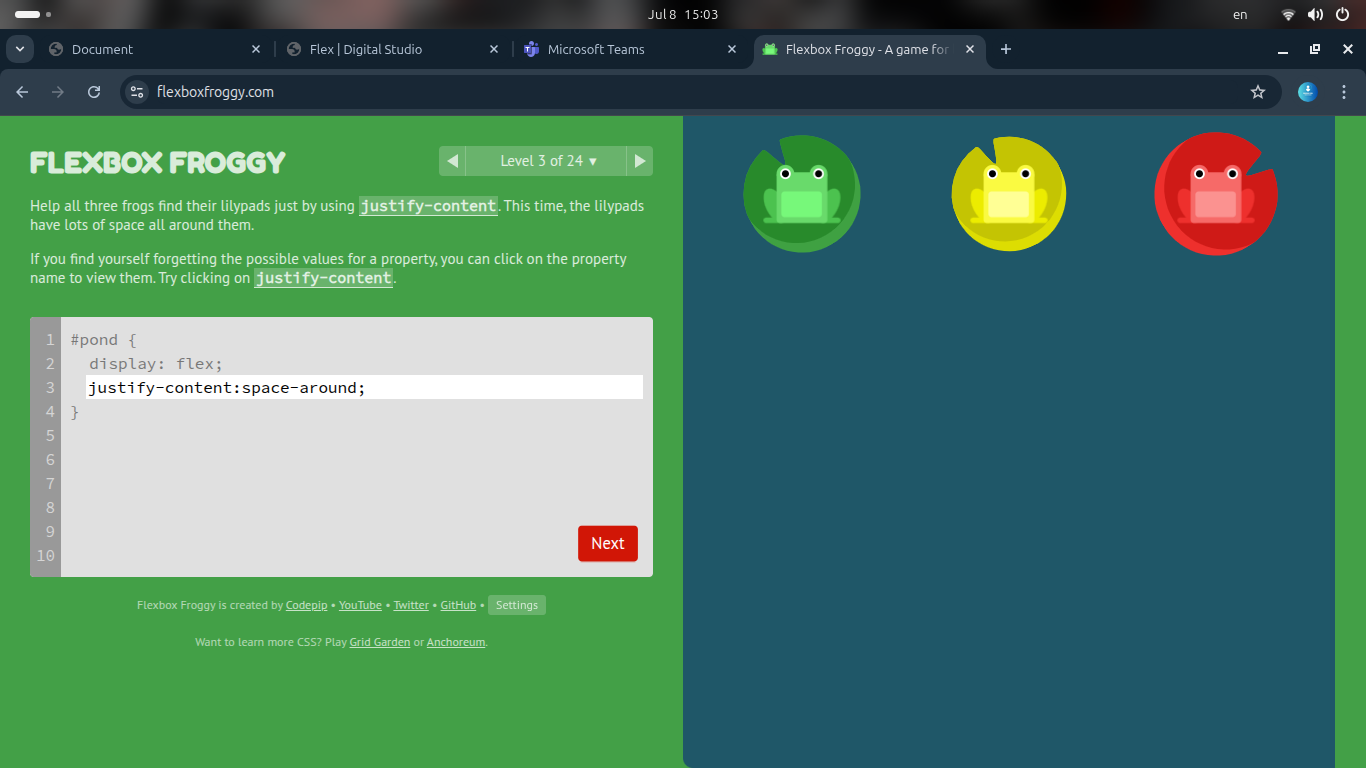 Jul 8 15:03
en
Document
Flex | Digital Studio
Microsoft Teams
Flexbox Froggy - A game for
flexboxfroggy.com
FLEXBOX FROGGY
Level 3 of 24 ▼
Help all three frogs find their lilypads just by using justify-content. This time, the lilypads
have lots of space all around them.
If you find yourself forgetting the possible values for a property, you can click on the property
name to view them. Try clicking on justify-content.
1 #pond {
2 display: flex;
3 justify-content:space-around;
4 }
5
6
7
8
9
10
Next
Flexbox Froggy is created by Codepip • YouTube • Twitter • GitHub • Settings
Want to learn more CSS? Play Grid Garden or Anchoreum.